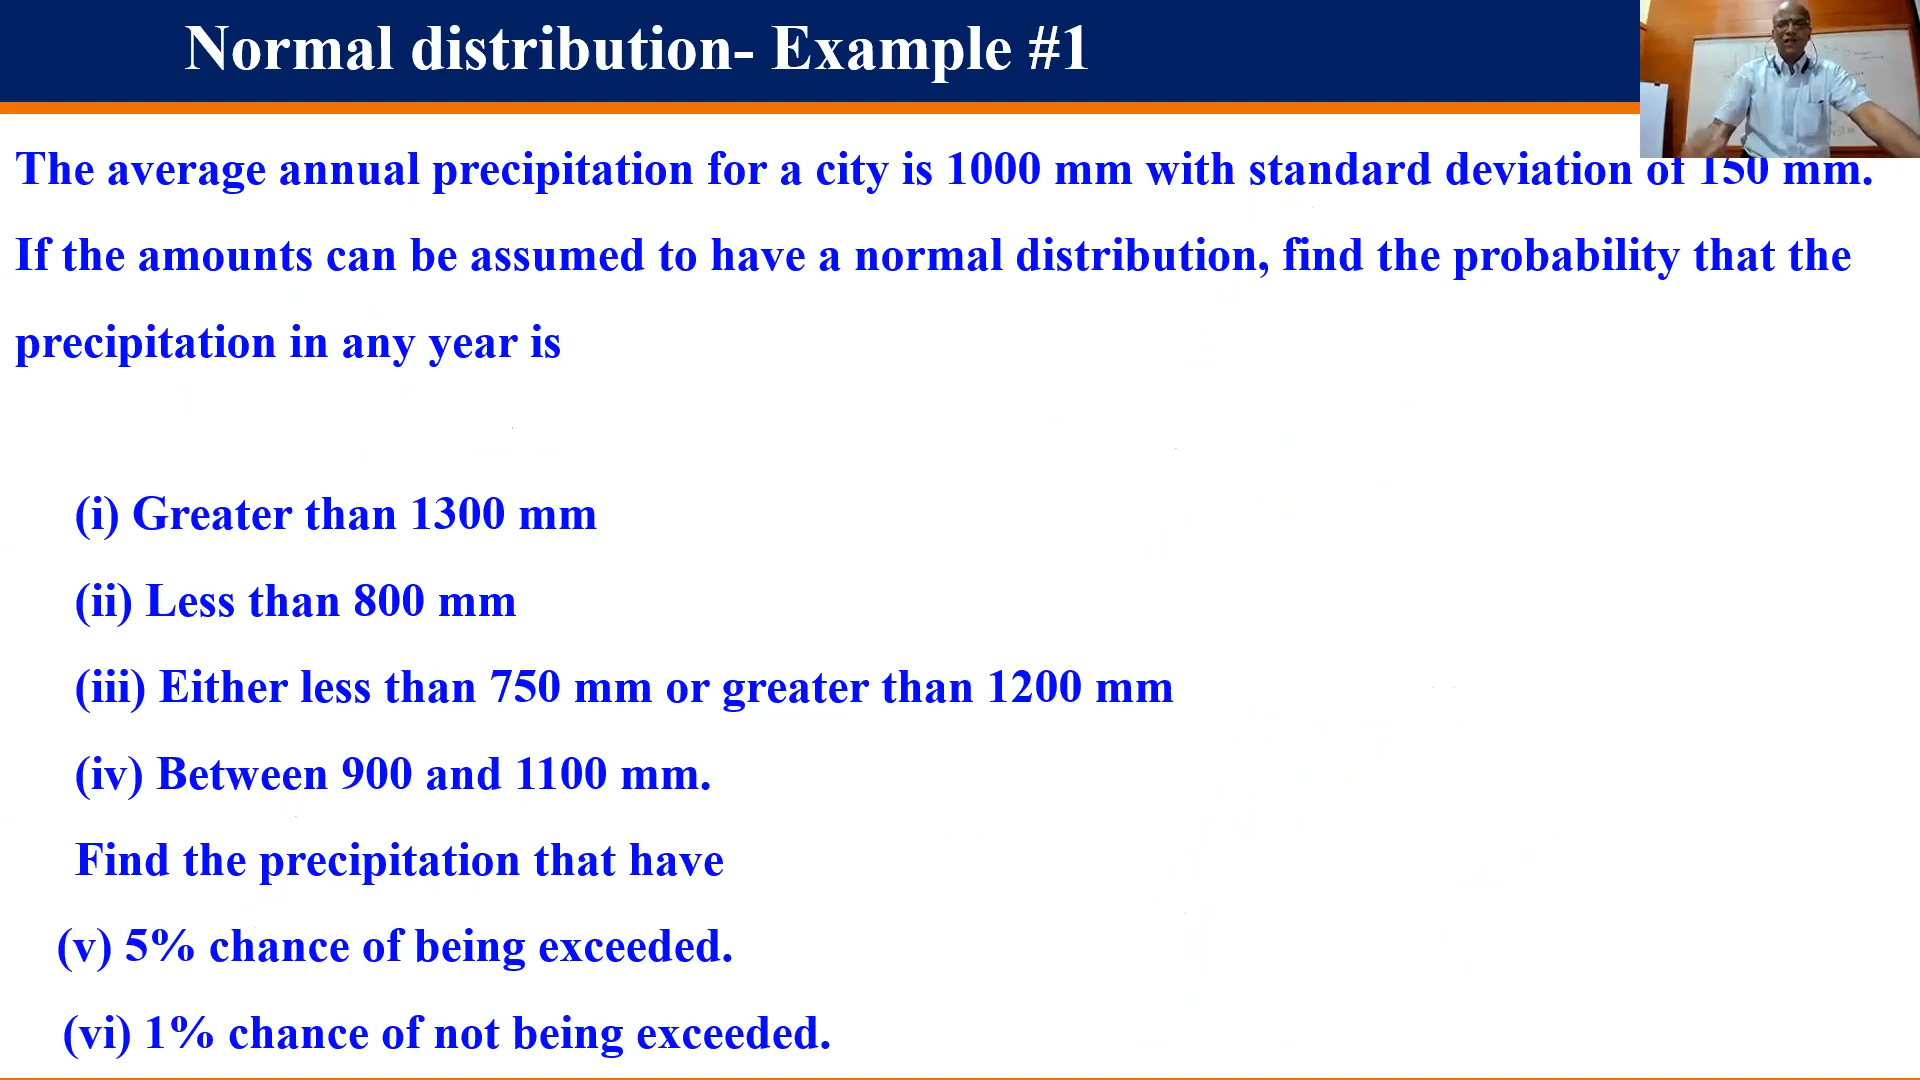 Normal distribution- Example #1
The average annual precipitation for a city is 1000 mm with standard deviation of 150 mm.
If the amounts can be assumed to have a normal distribution, find the probability that the
precipitation in any year is
(i) Greater than 1300 mm
(ii) Less than 800 mm
(iii) Either less than 750 mm or greater than 1200 mm
(iv) Between 900 and 1100 mm.
Find the precipitation that have
(v) 5% chance of being exceeded.
(vi) 1% chance of not being exceeded.